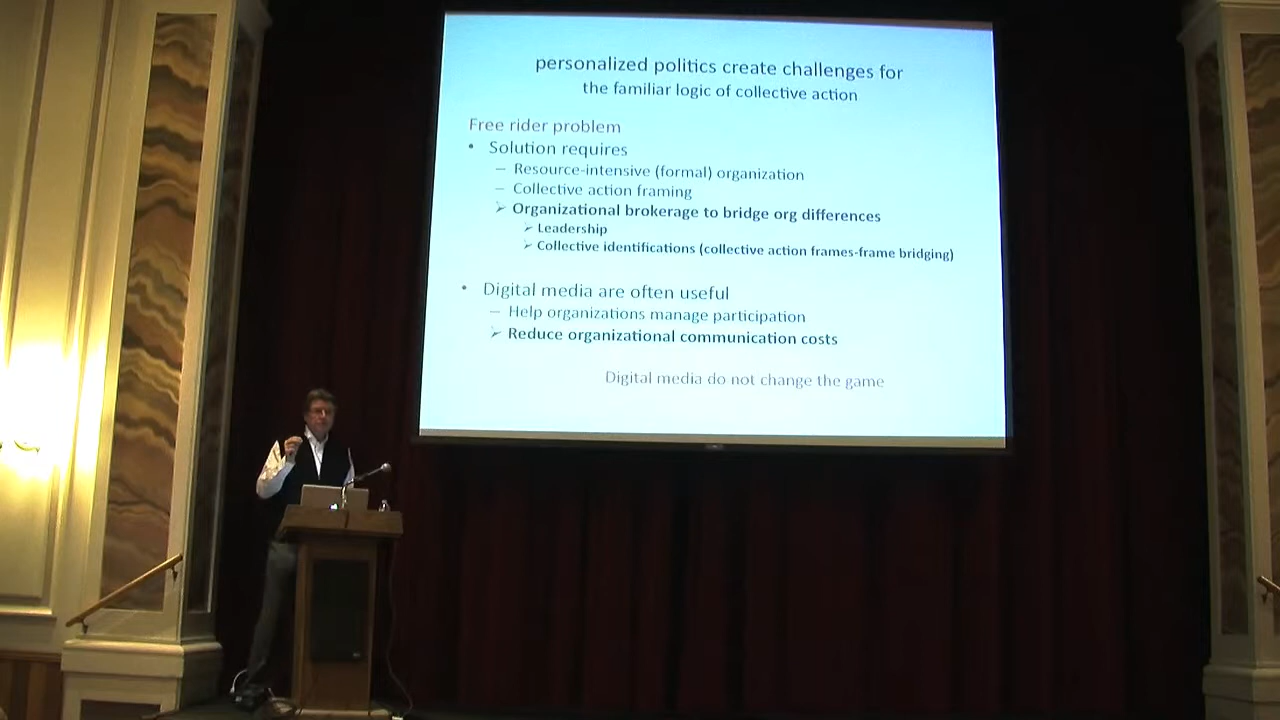 personalized politics create challenges for
the familiar logic of collective action
Free rider problem
• Solution requires
– Resource-intensive (formal) organization
– Collective action framing
➢ Organizational brokerage to bridge org differences
➢ Leadership
➢ Collective identifications (collective action frames-frame bridging)
• Digital media are often useful
– Help organizations manage participation
➢ Reduce organizational communication costs
Digital media do not change the game